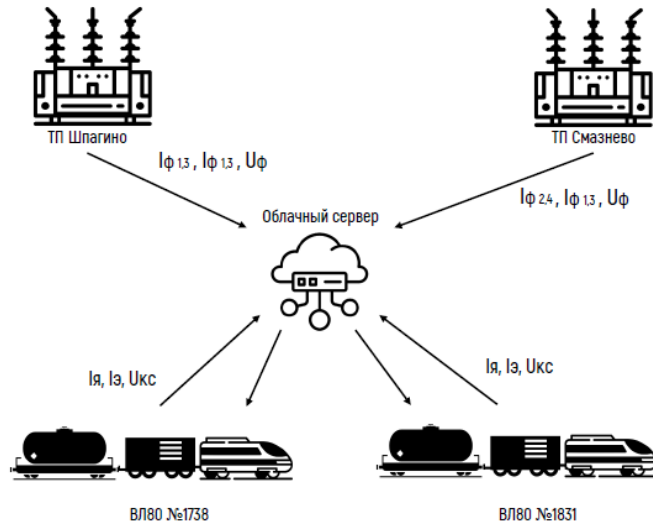 ТП Шпагино
ТП Смазнево
Iф 1,3 , Iф 1,3 , Uф
Iф 2,4 , Iф 1,3 , Uф
Облачный сервер
Iя, Iэ, Uкс
Iя, Iэ, Uкс
ВЛ80 №1738
ВЛ80 №1831